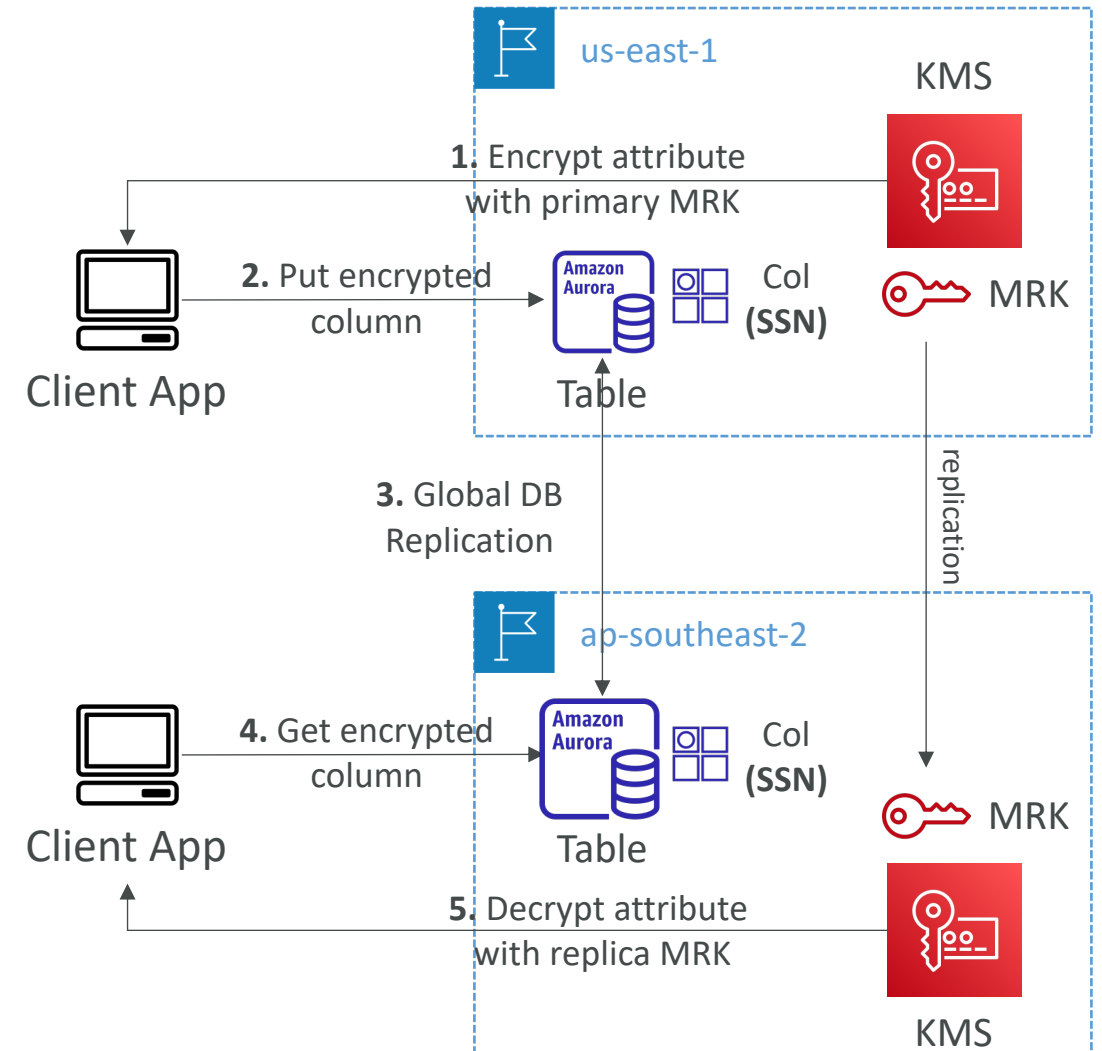 us-east-1
KMS
1. Encrypt attribute
with primary MRK
2. Put encrypted
column
Amazon
Aurora
Col
(SSN)
MRK
Client App
Table
3. Global DB
Replication
replication
ap-southeast-2
4. Get encrypted
column
Amazon
Aurora
Col
(SSN)
MRK
Client App
Table
5. Decrypt attribute
with replica MRK
KMS